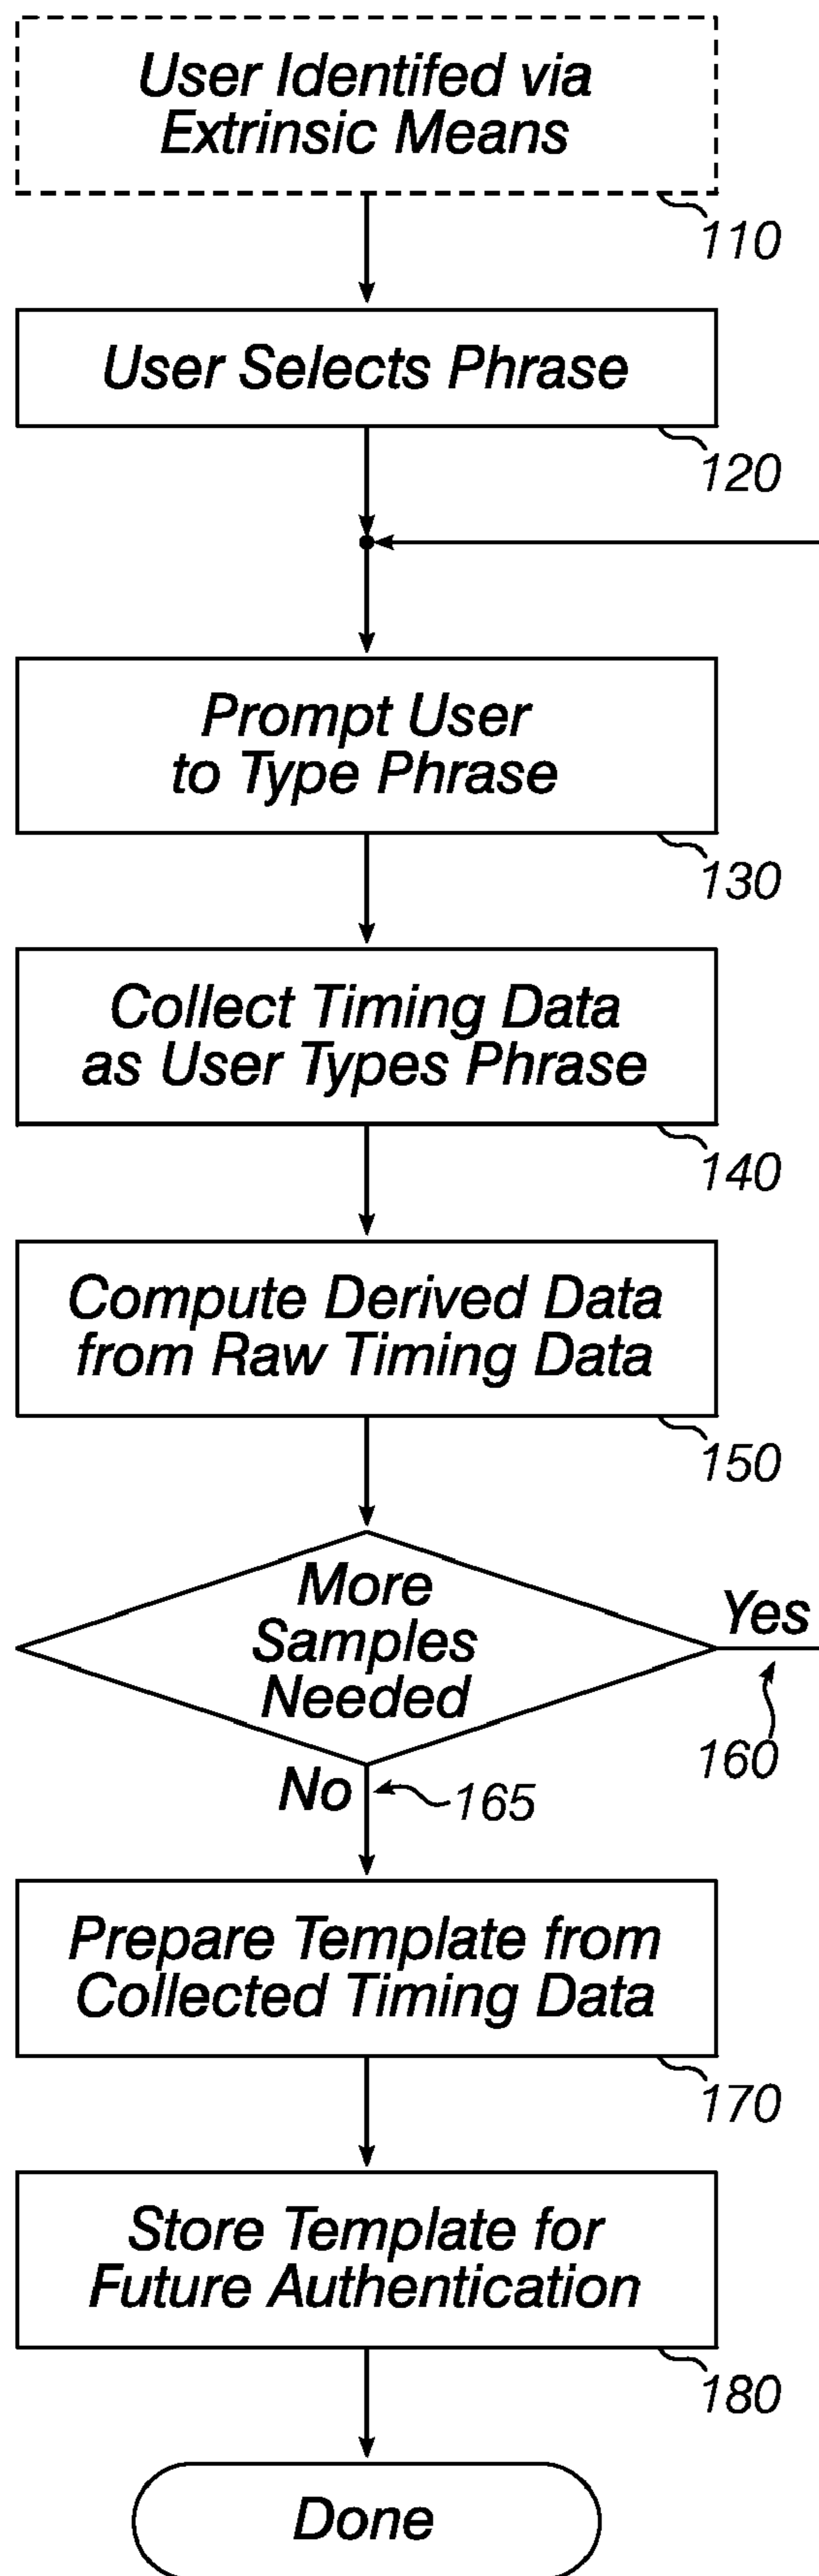 User Identifed via
Extrinsic Means
110
User Selects Phrase
120
Prompt User
to Type Phrase
130
Collect Timing Data
as User Types Phrase
140
Compute Derived Data
from Raw Timing Data
150
More
Samples
Needed
Yes
160
No
165
Prepare Template from
Collected Timing Data
170
Store Template for
Future Authentication
180
Done